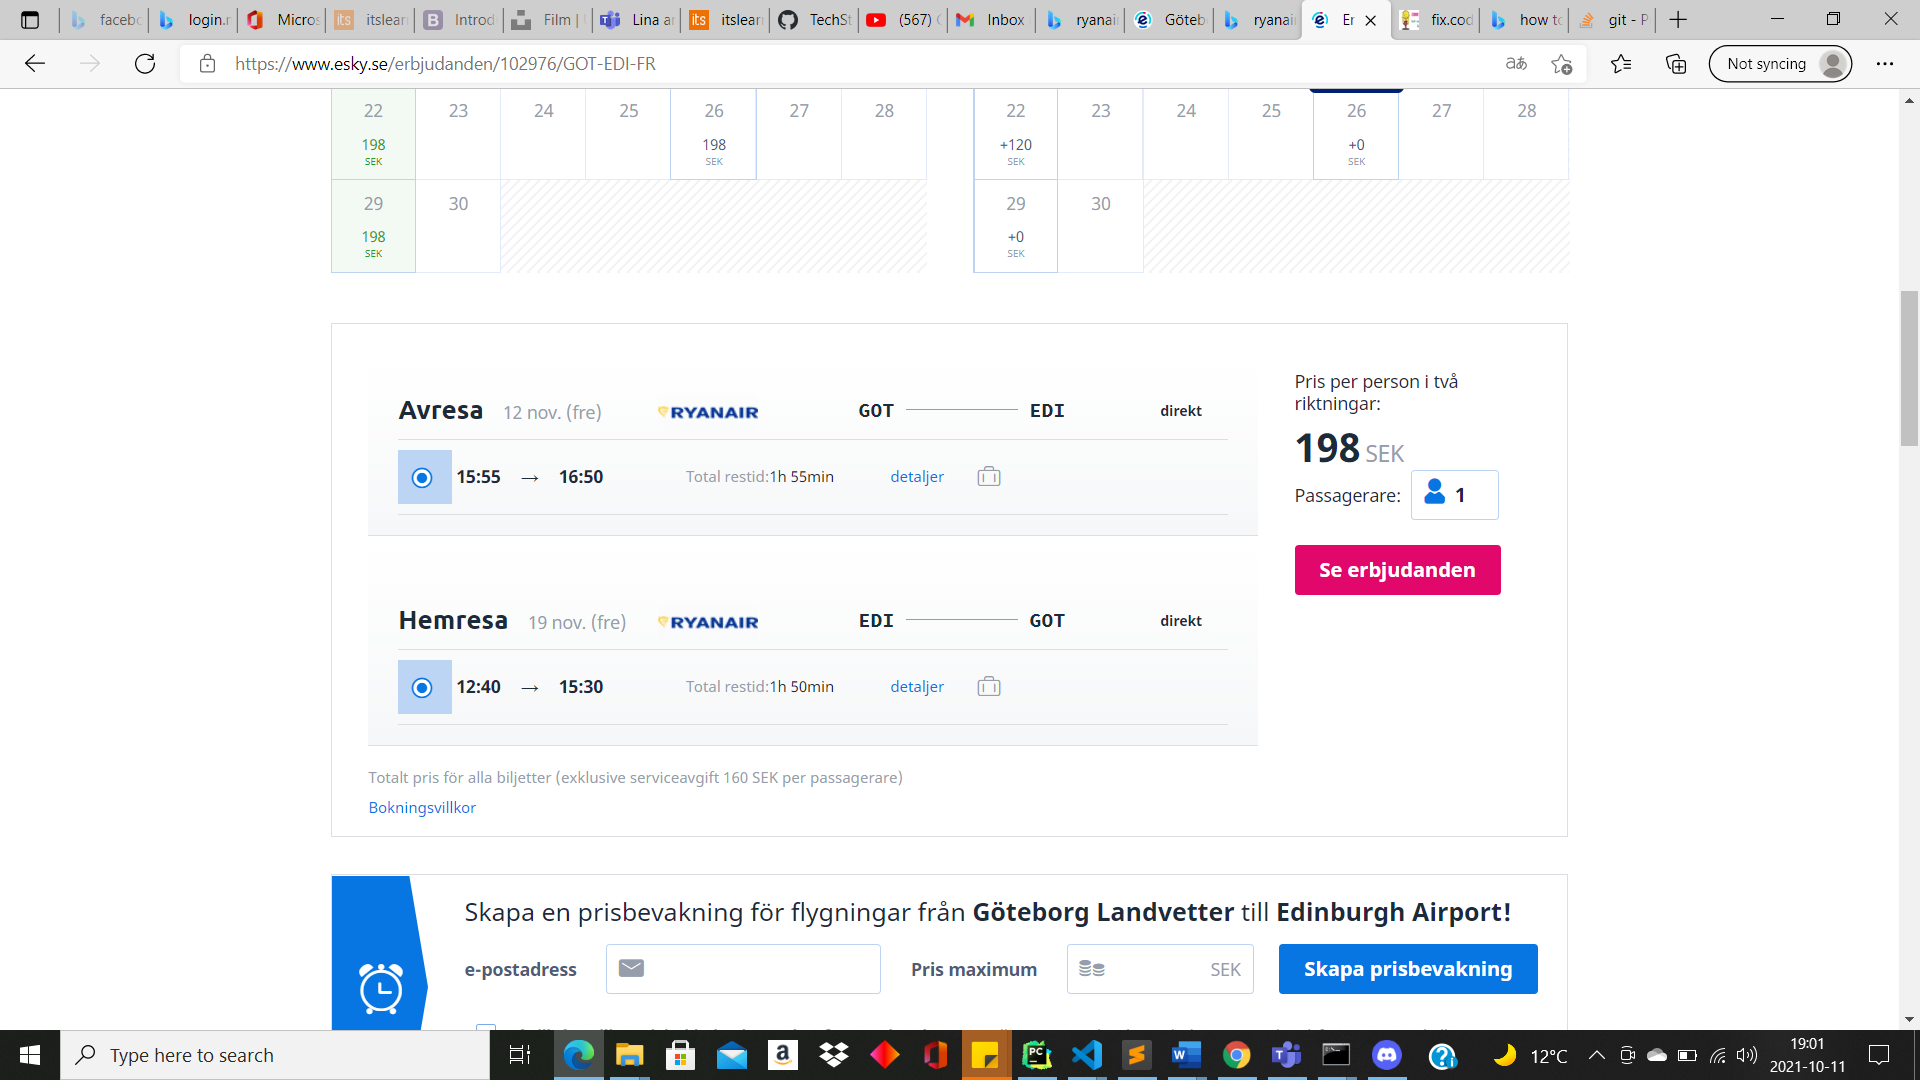 facebo
login.r
Micros
itslearr
Introd
Film |
Lina ar
itslearr
TechSt
(567)
Inbox
ryanair
Götebo
ryanair
Er
fix.cod
how to
git - P
https://www.esky.se/erbjudanden/102976/GOT-EDI-FR
Not syncing
22 23 24 25 26 27 28
198 198
SEK SEK
29 30
198
SEK
22 23 24 25 26 27 28
+120 +0
SEK SEK
29 30
+0
SEK
Avresa 12 nov. (fre) RYANAIR GOT EDI direkt
15:55 → 16:50 Total restid:1h 55min detaljer
Hemresa 19 nov. (fre) RYANAIR EDI GOT direkt
12:40 → 15:30 Total restid:1h 50min detaljer
Totalt pris för alla biljetter (exklusive serviceavgift 160 SEK per passagerare)
Bokningsvillkor
Pris per person i två
riktningar:
198 SEK
Passagerare: 1
Se erbjudanden
Skapa en prisbevakning för flygningar från Göteborg Landvetter till Edinburgh Airport!
e-postadress Pris maximum SEK Skapa prisbevakning
Type here to search
12°C
19:01
2021-10-11